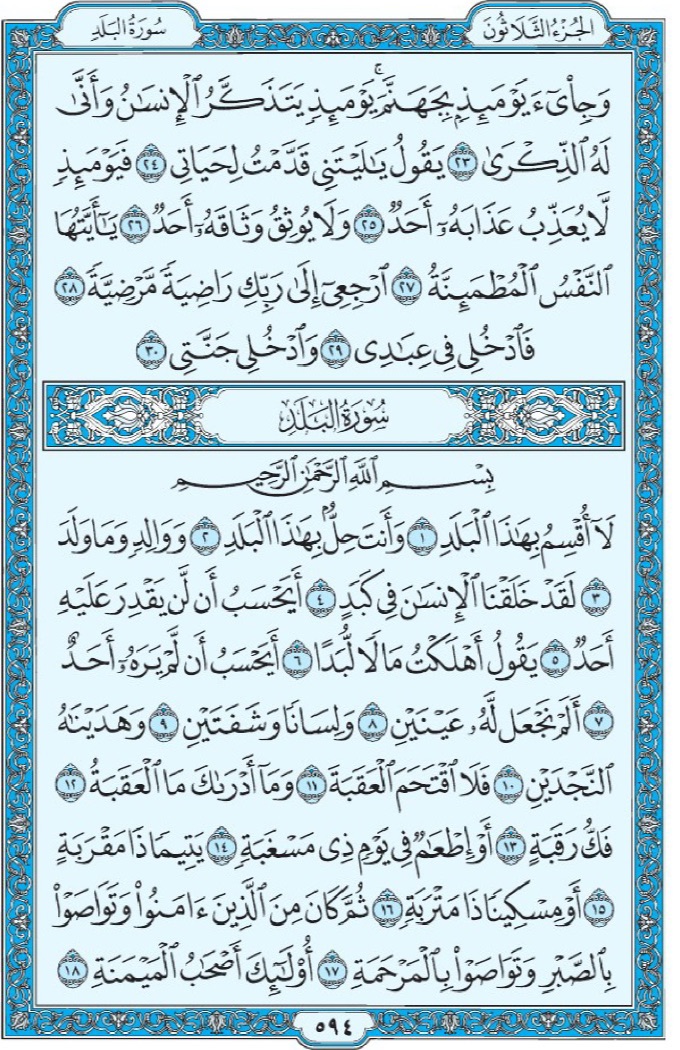 الجُزْءُ الثَّلَاثُونَ
سُورَةُ البَلَدِ
وَجِاْىٓءَ يَوْمَئِذِۭ بِجَهَنَّمَۚ يَوْمَئِذٍ يَتَذَكَّرُ ٱلْإِنسَٰنُ وَأَنَّىٰ
لَهُ ٱلذِّكْرَىٰ ٢٣ يَقُولُ يَٰلَيْتَنِى قَدَّمْتُ لِحَيَاتِى ٢٤ فَيَوْمَئِذٍ
لَّا يُعَذِّبُ عَذَابَهُۥٓ أَحَدٌ ٢٥ وَلَا يُوثِقُ وَثَاقَهُۥٓ أَحَدٌ ٢٦ يَٰٓأَيَّتُهَا
ٱلنَّفْسُ ٱلْمُطْمَئِنَّةُ ٢٧ ٱرْجِعِىٓ إِلَىٰ رَبِّكِ رَاضِيَةً مَّرْضِيَّةً ٢٨
فَٱدْخُلِى فِى عِبَٰدِى ٢٩ وَٱدْخُلِى جَنَّتِى ٣٠
سُورَةُ البَلَدِ
بِسْمِ ٱللَّهِ ٱلرَّحْمَٰنِ ٱلرَّحِيمِ
لَآ أُقْسِمُ بِهَٰذَا ٱلْبَلَدِ ١ وَأَنتَ حِلٌّۢ بِهَٰذَا ٱلْبَلَدِ ٢ وَوَالِدٍ وَمَا وَلَدَ
٣ لَقَدْ خَلَقْنَا ٱلْإِنسَٰنَ فِى كَبَدٍ ٤ أَيَحْسَبُ أَن لَّن يَقْدِرَ عَلَيْهِ
أَحَدٌ ٥ يَقُولُ أَهْلَكْتُ مَالًا لُّبَدًا ٦ أَيَحْسَبُ أَن لَّمْ يَرَهُۥٓ أَحَدٌ
٧ أَلَمْ نَجْعَل لَّهُۥ عَيْنَيْنِ ٨ وَلِسَانًا وَشَفَتَيْنِ ٩ وَهَدَيْنَٰهُ
ٱلنَّجْدَيْنِ ١٠ فَلَا ٱقْتَحَمَ ٱلْعَقَبَةَ ١١ وَمَآ أَدْرَىٰكَ مَا ٱلْعَقَبَةُ ١٢
فَكُّ رَقَبَةٍ ١٣ أَوْ إِطْعَٰمٌ فِى يَوْمٍ ذِى مَسْغَبَةٍ ١٤ يَتِيمًا ذَا مَقْرَبَةٍ
١٥ أَوْ مِسْكِينًا ذَا مَتْرَبَةٍ ١٦ ثُمَّ كَانَ مِنَ ٱلَّذِينَ ءَامَنُوا۟ وَتَوَاصَوْا۟
بِٱلصَّبْرِ وَتَوَاصَوْا۟ بِٱلْمَرْحَمَةِ ١٧ أُو۟لَٰٓئِكَ أَصْحَٰبُ ٱلْمَيْمَنَةِ ١٨
٥٩٤